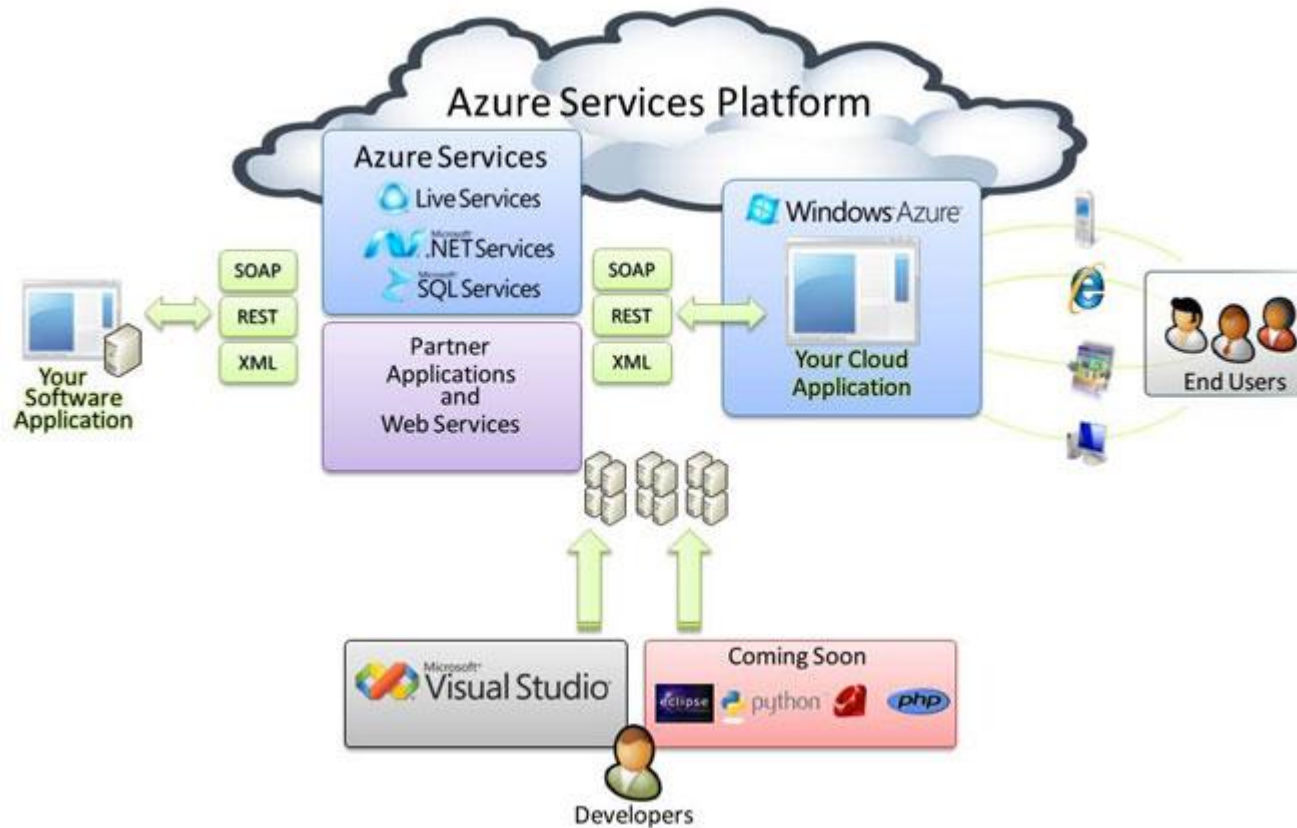 Azure Services Platform
Azure Services
Live Services
Microsoft®
.NET Services
Microsoft®
SQL Services
SOAP
REST
XML
Your
Software
Application
Partner
Applications
and
Web Services
SOAP
REST
XML
Windows Azure™
Your Cloud
Application
End Users
Microsoft®
Visual Studio®
Coming Soon
eclipse
python
php
Developers